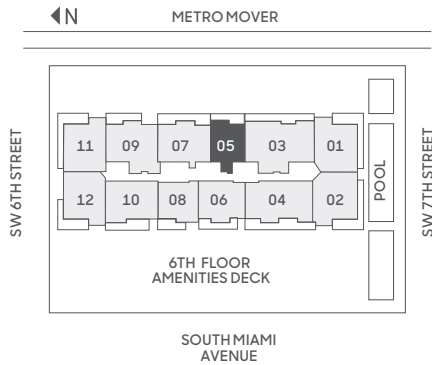 N
METRO MOVER
SW 6TH STREET
11 09 07 05 03 01
12 10 08 06 04 02
POOL
SW 7TH STREET
6TH FLOOR
AMENITIES DECK
SOUTH MIAMI
AVENUE